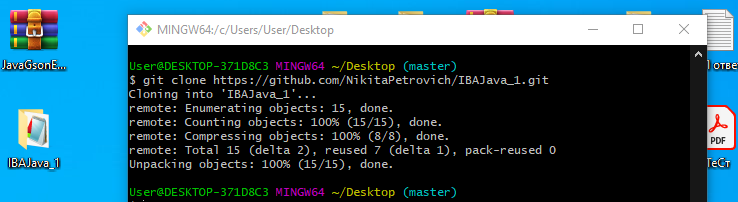 MINGW64:/c/Users/User/Desktop
JavaGsonE...
User@DESKTOP-371D8C3 MINGW64 ~/Desktop (master)
$ git clone https://github.com/NikitaPetrovich/IBAJava_1.git
Cloning into 'IBAJava_1'...
remote: Enumerating objects: 15, done.
remote: Counting objects: 100% (15/15), done.
remote: Compressing objects: 100% (8/8), done.
remote: Total 15 (delta 2), reused 7 (delta 1), pack-reused 0
Unpacking objects: 100% (15/15), done.
User@DESKTOP-371D8C3 MINGW64 ~/Desktop (master)
IBAJava_1
ответ
PDF
ТеСт